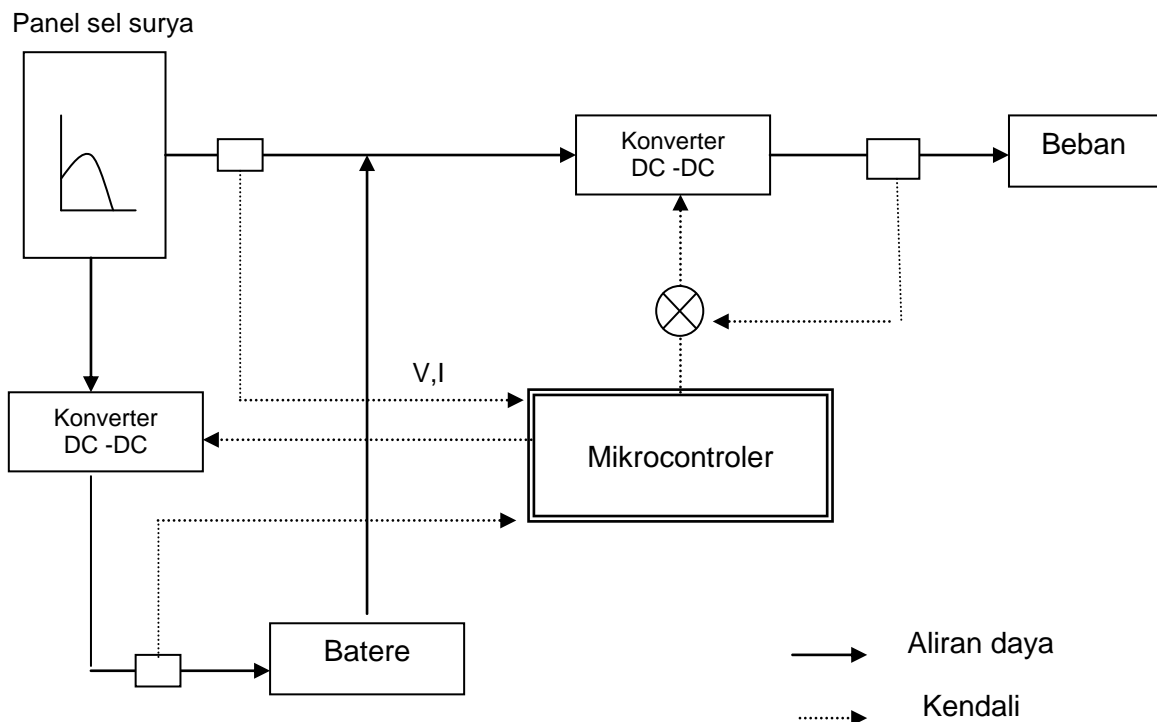 Panel sel surya
Konverter
DC -DC
Beban
V,I
Konverter
DC -DC
Mikrocontroler
Batere
Aliran daya
Kendali